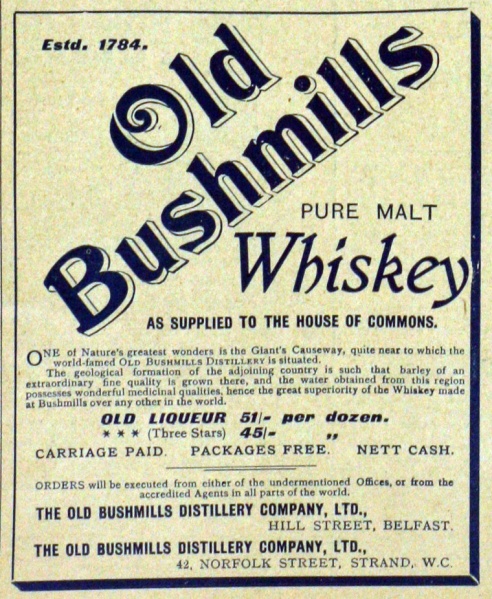 Estd. 1784.
Old
Bushmills
PURE MALT
Whiskey
AS SUPPLIED TO THE HOUSE OF COMMONS.
ONE of Nature's greatest wonders is the Giant's Causeway, quite near to which the
world-famed OLD BUSHMILLS DISTILLERY is situated.
The geological formation of the adjoining country is such that barley of an
extraordinary fine quality is grown there, and the water obtained from this region
possesses wonderful medicinal qualities, hence the great superiority of the Whiskey made
at Bushmills over any other in the world.
OLD LIQUEUR 51/- per dozen.
* * * (Three Stars) 45/- „
CARRIAGE PAID. PACKAGES FREE. NETT CASH.
ORDERS will be executed from either of the undermentioned Offices, or from the
accredited Agents in all parts of the world.
THE OLD BUSHMILLS DISTILLERY COMPANY, LTD.,
HILL STREET, BELFAST.
THE OLD BUSHMILLS DISTILLERY COMPANY, LTD.,
42, NORFOLK STREET, STRAND, W.C.